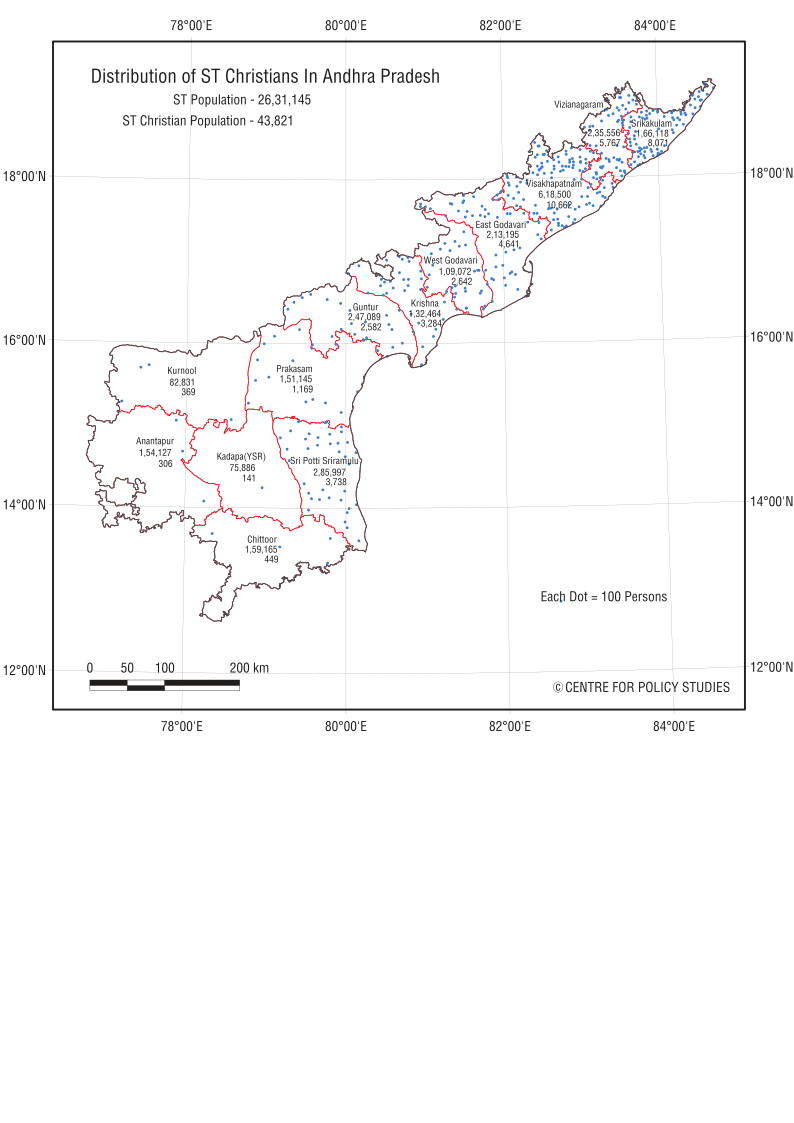 78°00'E 80°00'E 82°00'E 84°00'E
Distribution of ST Christians In Andhra Pradesh
ST Population - 26,31,145
ST Christian Population - 43,821
Vizianagaram
2,35,556
5,767
Srikakulam
1,66,118
8,071
18°00'N 18°00'N
Visakhapatnam
6,18,500
10,662
East Godavari
2,13,195
4,641
West Godavari
1,09,072
2,642
Krishna
1,32,464
3,284
Guntur
2,47,089
2,582
16°00'N 16°00'N
Prakasam
1,51,145
1,169
Kurnool
82,831
369
Anantapur
1,54,127
306
Kadapa(YSR)
75,886
141
Sri Potti Sriramulu
2,85,997
3,738
14°00'N 14°00'N
Chittoor
1,59,165
449
Each Dot = 100 Persons
12°00'N 12°00'N
0 50 100 200 km
© CENTRE FOR POLICY STUDIES
78°00'E 80°00'E 82°00'E 84°00'E